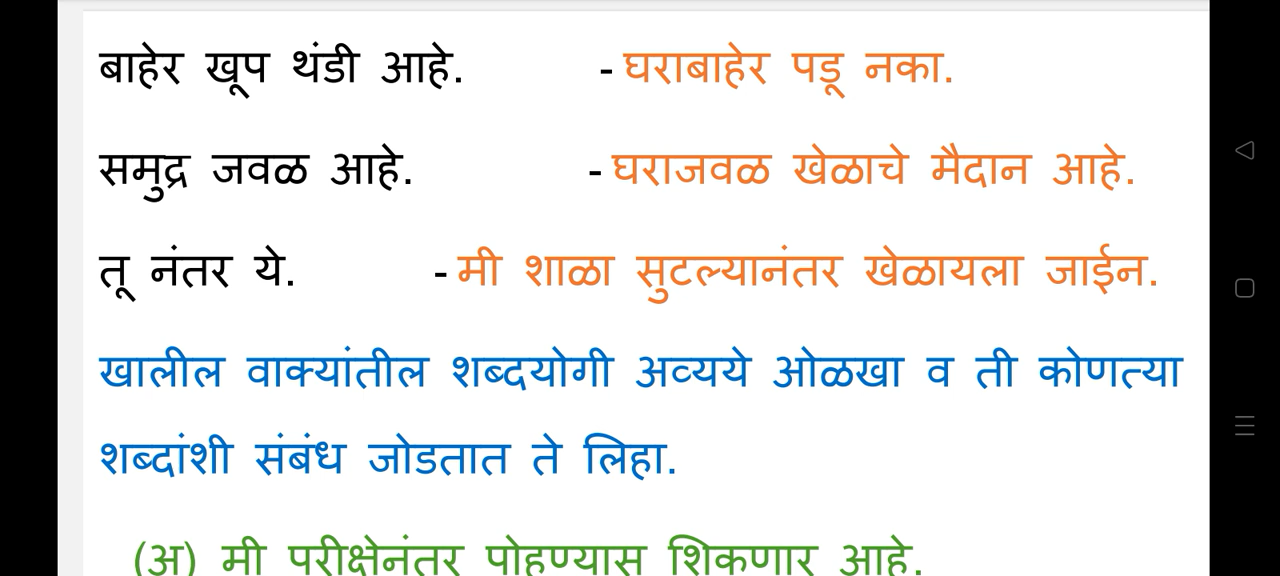 बाहेर खूप थंडी आहे. - घराबाहेर पडू नका.
समुद्र जवळ आहे. - घराजवळ खेळाचे मैदान आहे.
तू नंतर ये. - मी शाळा सुटल्यानंतर खेळायला जाईन.
खालील वाक्यांतील शब्दयोगी अव्यये ओळखा व ती कोणत्या
शब्दांशी संबंध जोडतात ते लिहा.
(अ) मी परीक्षेनंतर पोहण्यास शिकणार आहे.